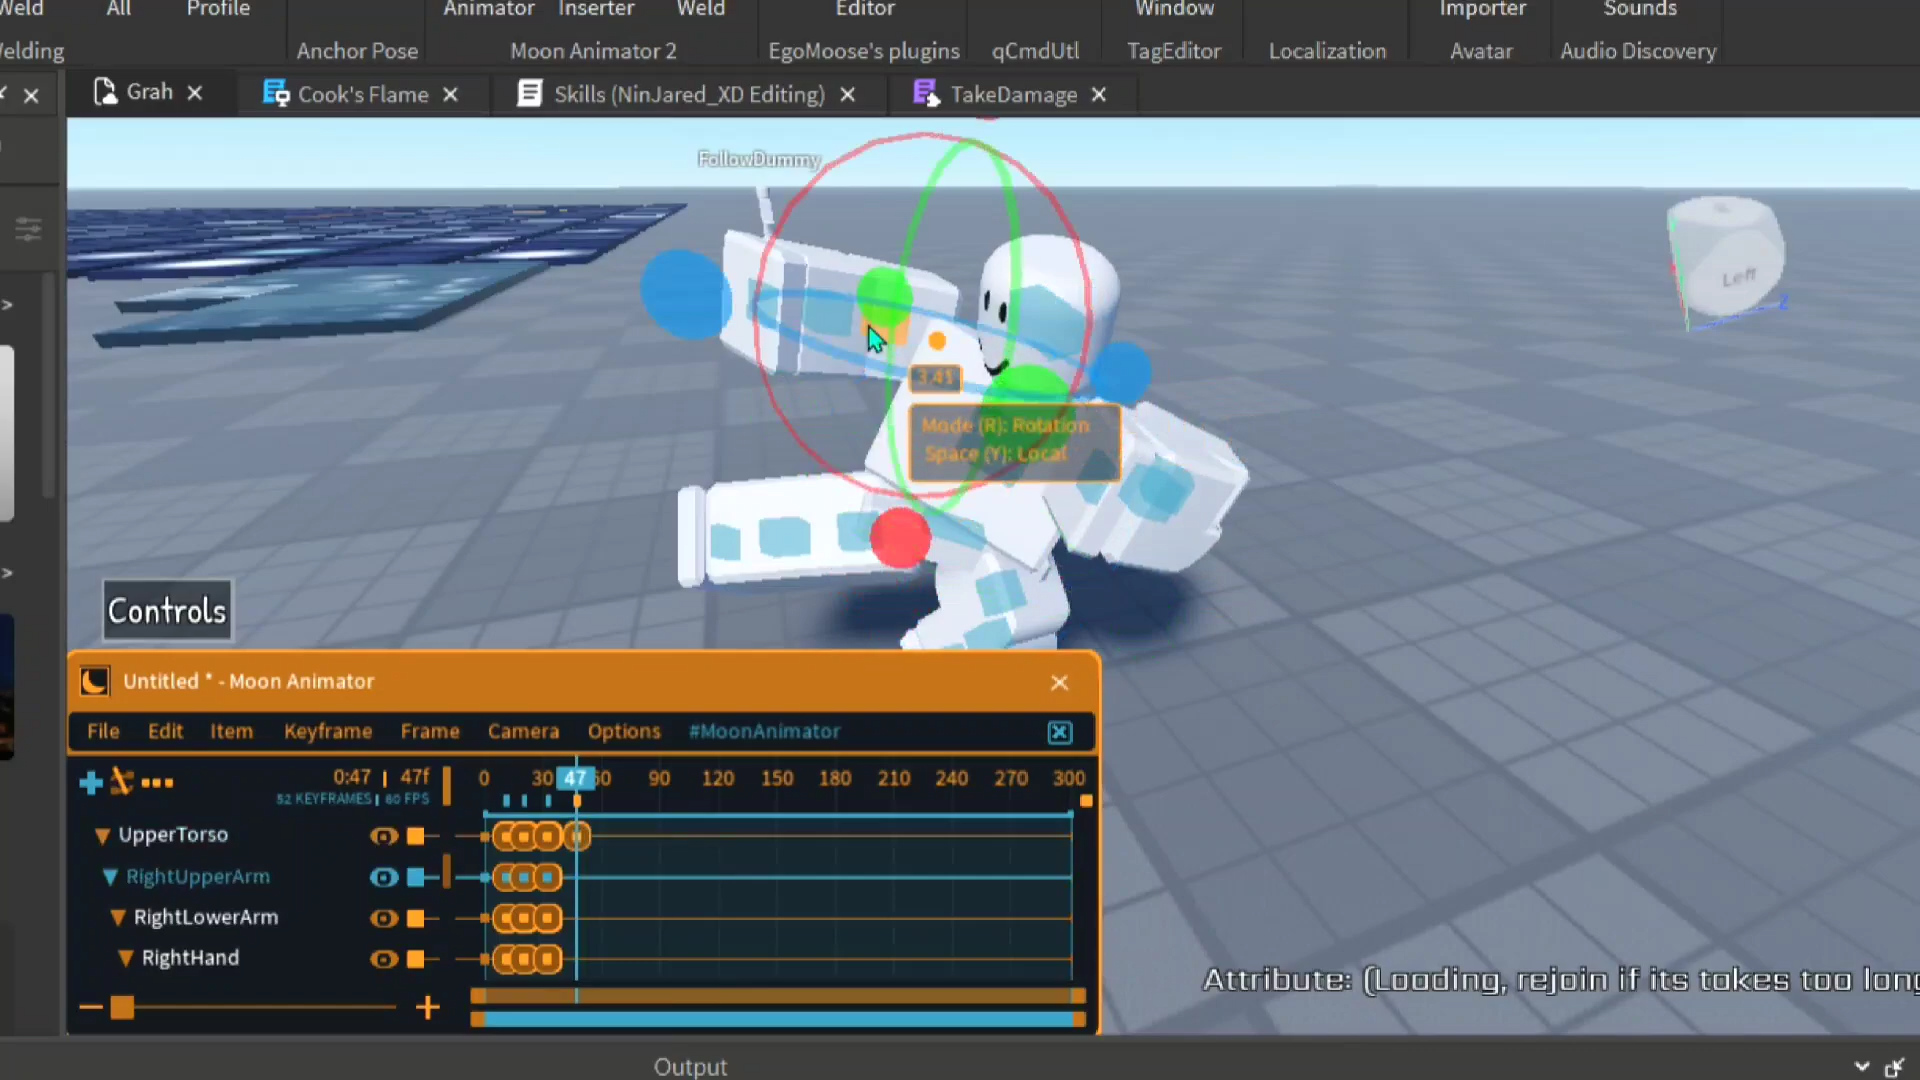 Weld All Profile Animator Inserter Weld Editor Window Importer Sounds
Welding Anchor Pose Moon Animator 2 EgoMoose's plugins qCmdUtl TagEditor Localization Avatar Audio Discovery
Grah Cook's Flame Skills (NinJared_XD Editing) TakeDamage
FollowDummy
Left
Z
3.41
Mode (R): Rotation
Space (Y): Local
Controls
Untitled * - Moon Animator
File Edit Item Keyframe Frame Camera Options #MoonAnimator
0:47 | 47f 0 30 47 60 90 120 150 180 210 240 270 300
52 KEYFRAMES | 60 FPS
UpperTorso
RightUpperArm
RightLowerArm
RightHand
Attribute: (Loading, rejoin if its takes too long
Output